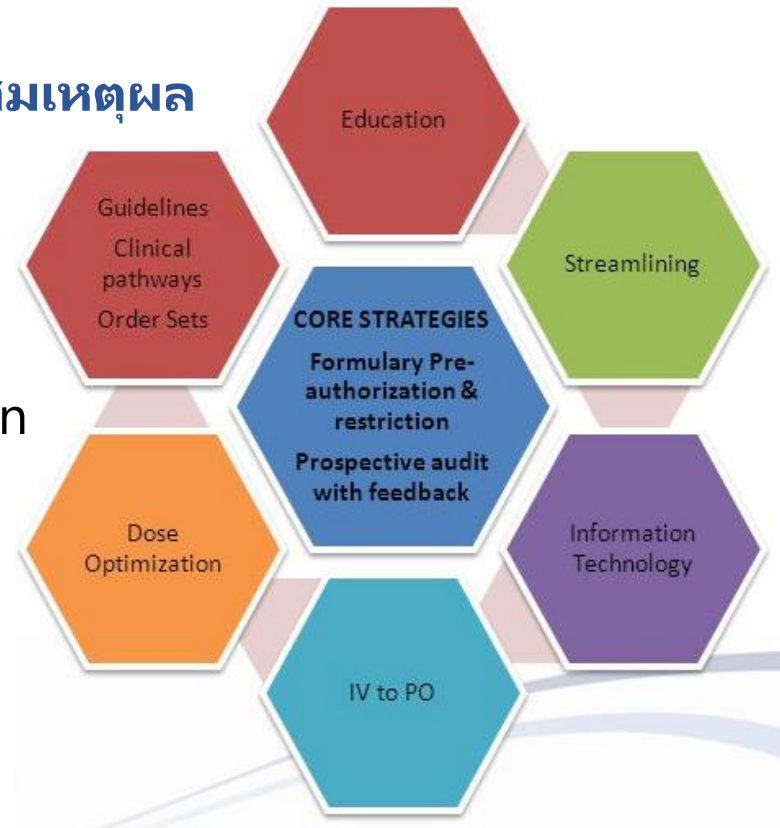 มเหตุผล
Education
Guidelines
Clinical
pathways
Order Sets
Streamlining
CORE STRATEGIES
Formulary Pre-
authorization &
restriction
Prospective audit
with feedback
n
Dose
Optimization
Information
Technology
IV to PO